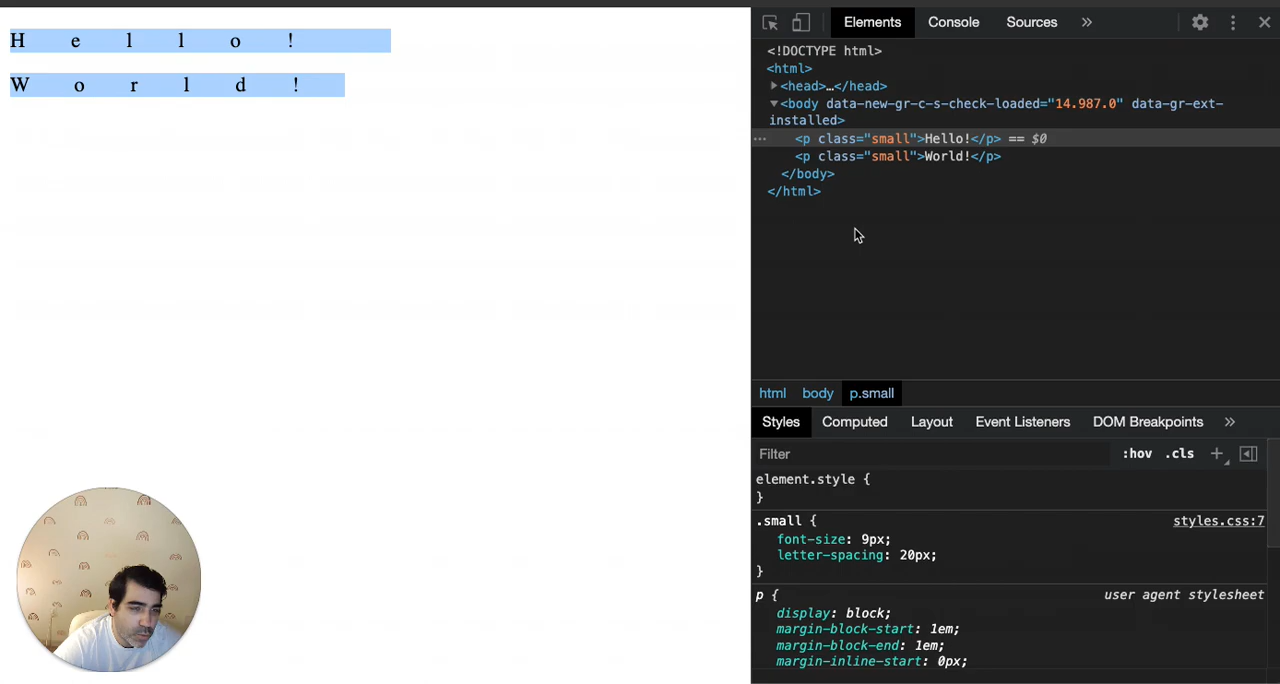 H e l l o !
W o r l d !
Elements Console Sources »
<!DOCTYPE html>
<html>
<head>…</head>
<body data-new-gr-c-s-check-loaded="14.987.0" data-gr-ext-
installed>
<p class="small">Hello!</p> == $0
<p class="small">World!</p>
</body>
</html>
html body p.small
Styles Computed Layout Event Listeners DOM Breakpoints »
Filter :hov .cls +
element.style {
}
.small { styles.css:7
font-size: 9px;
letter-spacing: 20px;
}
p { user agent stylesheet
display: block;
margin-block-start: 1em;
margin-block-end: 1em;
margin-inline-start: 0px;